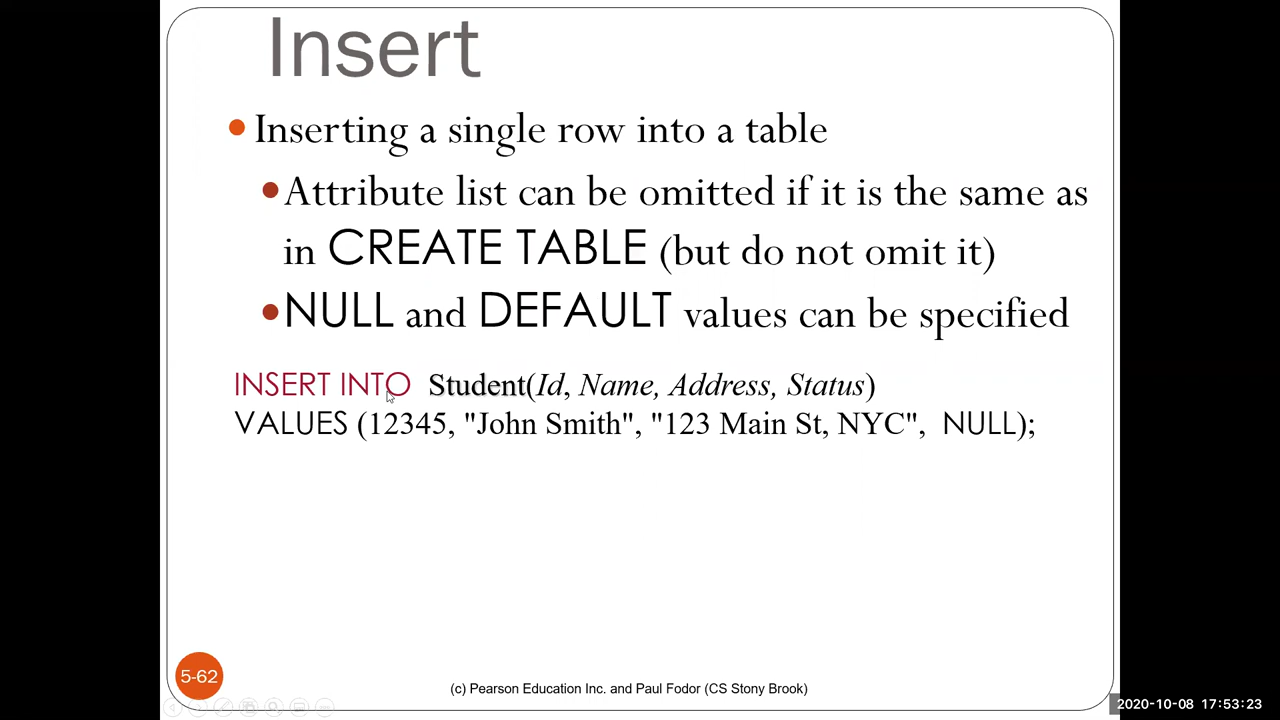 Insert
Inserting a single row into a table
Attribute list can be omitted if it is the same as
in CREATE TABLE (but do not omit it)
NULL and DEFAULT values can be specified
INSERT INTO Student(Id, Name, Address, Status)
VALUES (12345, "John Smith", "123 Main St, NYC", NULL);
5-62
(c) Pearson Education Inc. and Paul Fodor (CS Stony Brook)
2020-10-08 17:53:23